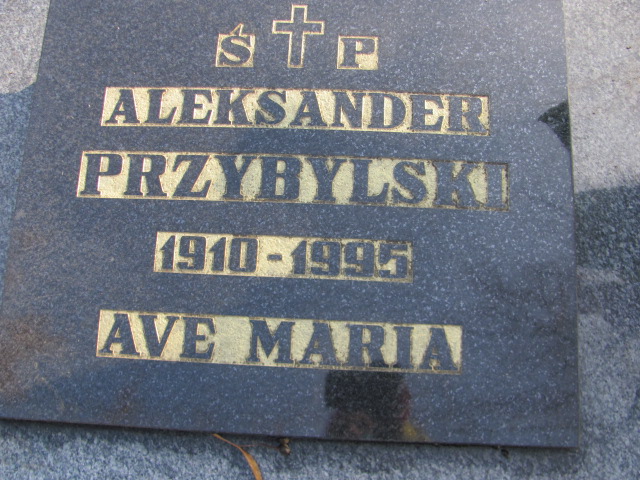 Ś P
ALEKSANDER
PRZYBYLSKI
1910 - 1995
AVE MARIA